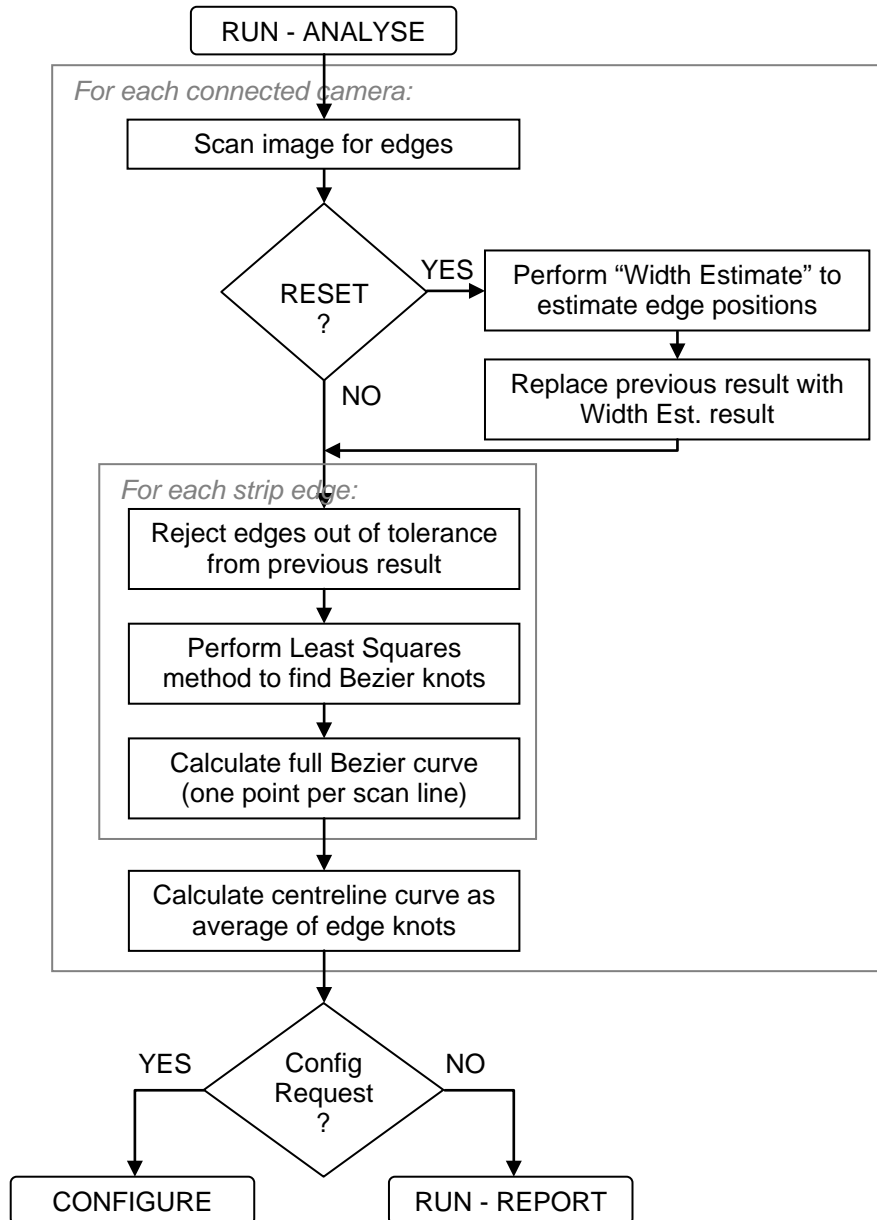 RUN - ANALYSE
For each connected camera:
Scan image for edges
RESET
?
YES
Perform “Width Estimate” to
estimate edge positions
Replace previous result with
Width Est. result
NO
For each strip edge:
Reject edges out of tolerance
from previous result
Perform Least Squares
method to find Bezier knots
Calculate full Bezier curve
(one point per scan line)
Calculate centreline curve as
average of edge knots
YES
Config
Request
?
NO
CONFIGURE
RUN - REPORT